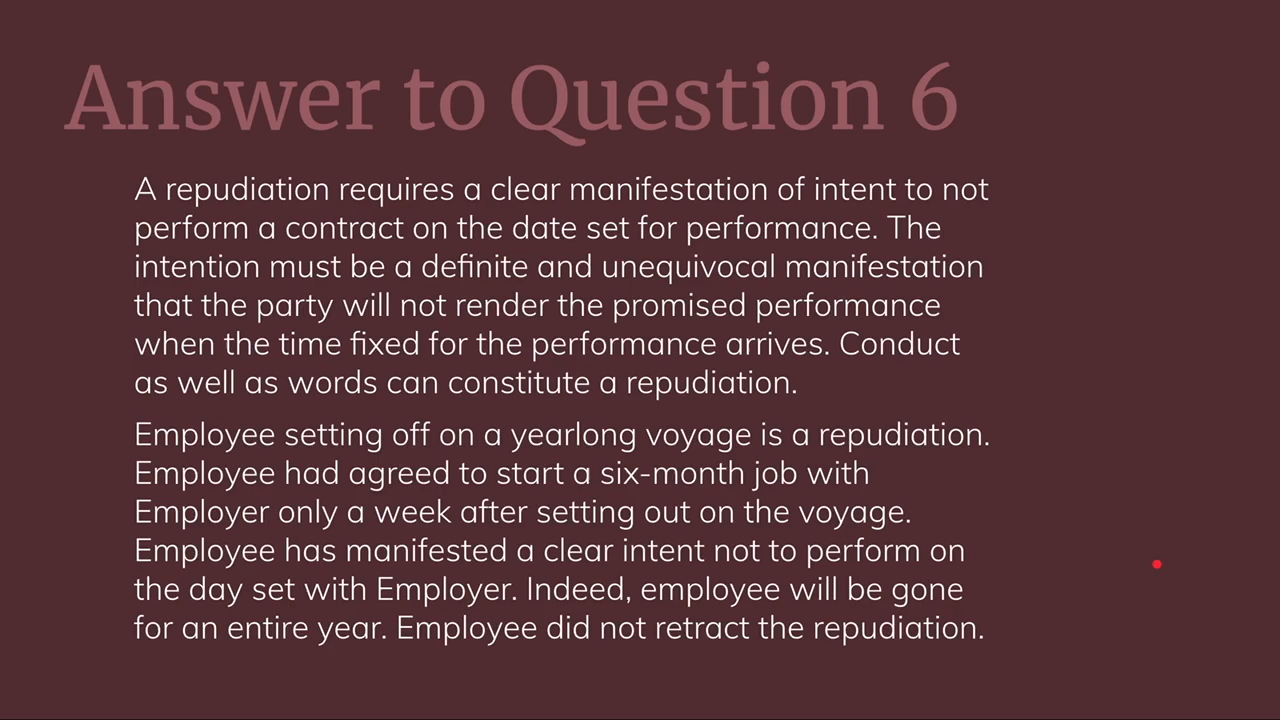 Answer to Question 6
A repudiation requires a clear manifestation of intent to not
perform a contract on the date set for performance. The
intention must be a definite and unequivocal manifestation
that the party will not render the promised performance
when the time fixed for the performance arrives. Conduct
as well as words can constitute a repudiation.
Employee setting off on a yearlong voyage is a repudiation.
Employee had agreed to start a six-month job with
Employer only a week after setting out on the voyage.
Employee has manifested a clear intent not to perform on
the day set with Employer. Indeed, employee will be gone
for an entire year. Employee did not retract the repudiation.